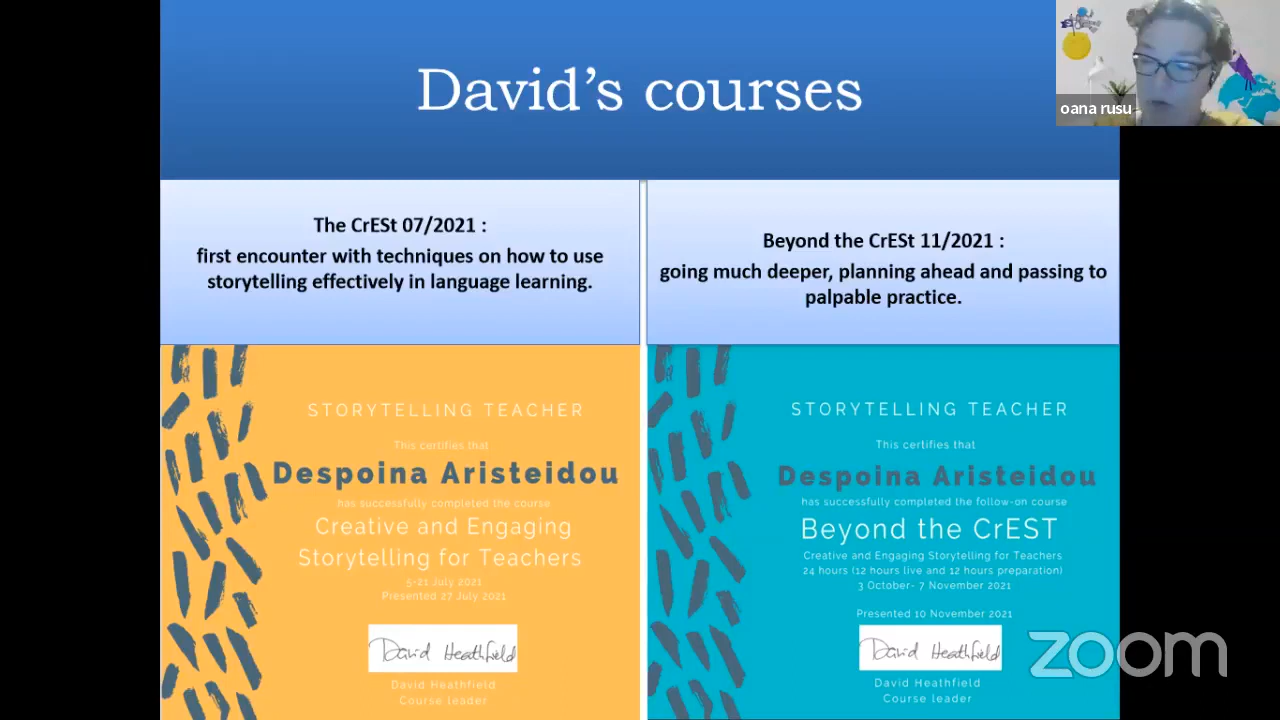 David's courses
oana rusu
The CrESt 07/2021 :
first encounter with techniques on how to use
storytelling effectively in language learning.
Beyond the CrESt 11/2021 :
going much deeper, planning ahead and passing to
palpable practice.
STORYTELLING TEACHER
This certifies that
Despoina Aristeidou
has successfully completed the course
Creative and Engaging
Storytelling for Teachers
5-21 July 2021
Presented 27 July 2021
David Heathfield
David Heathfield
Course leader
STORYTELLING TEACHER
This certifies that
Despoina Aristeidou
has successfully completed the follow-on course
Beyond the CrEST
Creative and Engaging Storytelling for Teachers
24 hours (12 hours live and 12 hours preparation)
3 October- 7 November 2021
Presented 10 November 2021
David Heathfield
David Heathfield
Course leader
zoom